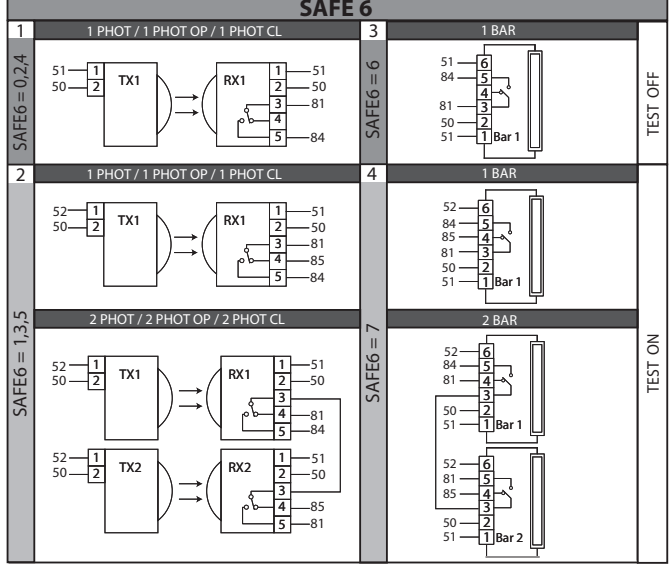 SAFE 6
1
1 PHOT / 1 PHOT OP / 1 PHOT CL
SAFE6 = 0,2,4
51 1
50 2
TX1
RX1
1 51
2 50
3 81
4
5 84
3
1 BAR
SAFE6 = 6
51 6
84 5
4
81 3
50 2
51 1 Bar 1
TEST OFF
2
1 PHOT / 1 PHOT OP / 1 PHOT CL
SAFE6 = 1,3,5
52 1
50 2
TX1
RX1
1 51
2 50
3 81
4 85
5 84
2 PHOT / 2 PHOT OP / 2 PHOT CL
52 1
50 2
TX1
RX1
1 51
2 50
3
4 81
5 84
52 1
50 2
TX2
RX2
1 51
2 50
3
4 85
5 81
4
1 BAR
SAFE6 = 7
52 6
84 5
85 4
81 3
50 2
51 1 Bar 1
2 BAR
52 6
84 5
81 4
3
50 2
51 1 Bar 1
52 6
81 5
85 4
3
50 2
51 1 Bar 2
TEST ON